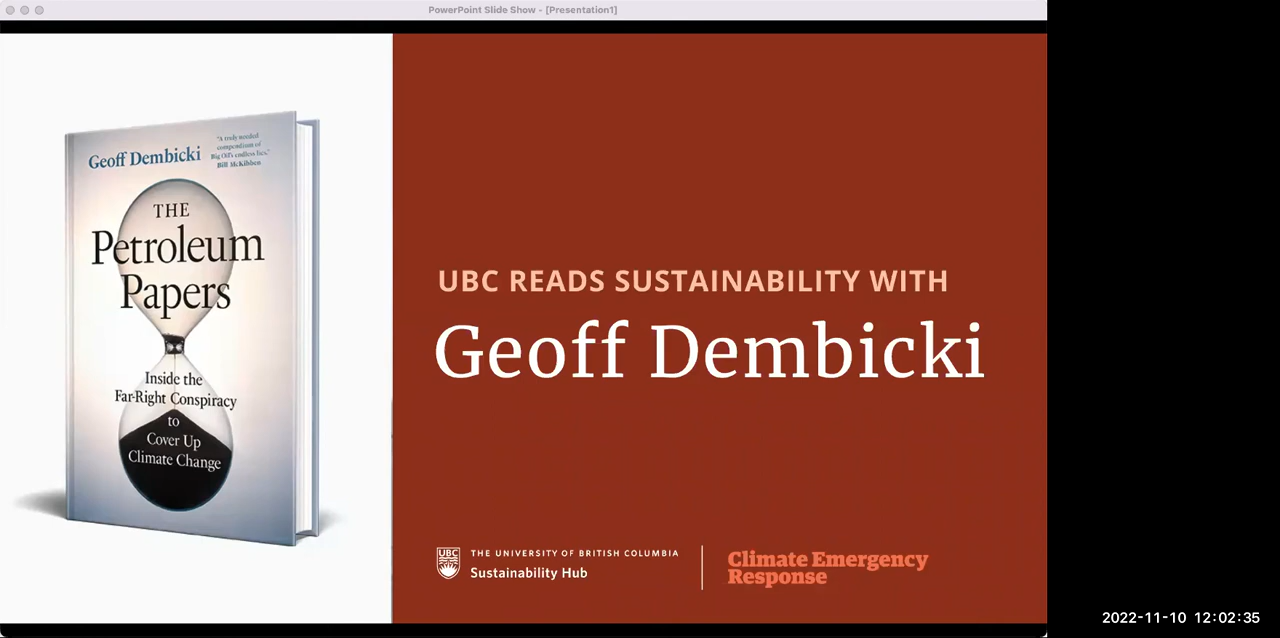 PowerPoint Slide Show - [Presentation1]
Geoff Dembicki
"A truly needed
compendium of
Big Oil's endless lies."
Bill McKibben
THE
Petroleum
Papers
Inside the
Far-Right Conspiracy
to
Cover Up
Climate Change
UBC READS SUSTAINABILITY WITH
Geoff Dembicki
UBC
THE UNIVERSITY OF BRITISH COLUMBIA
Sustainability Hub
Climate Emergency
Response
2022-11-10 12:02:35